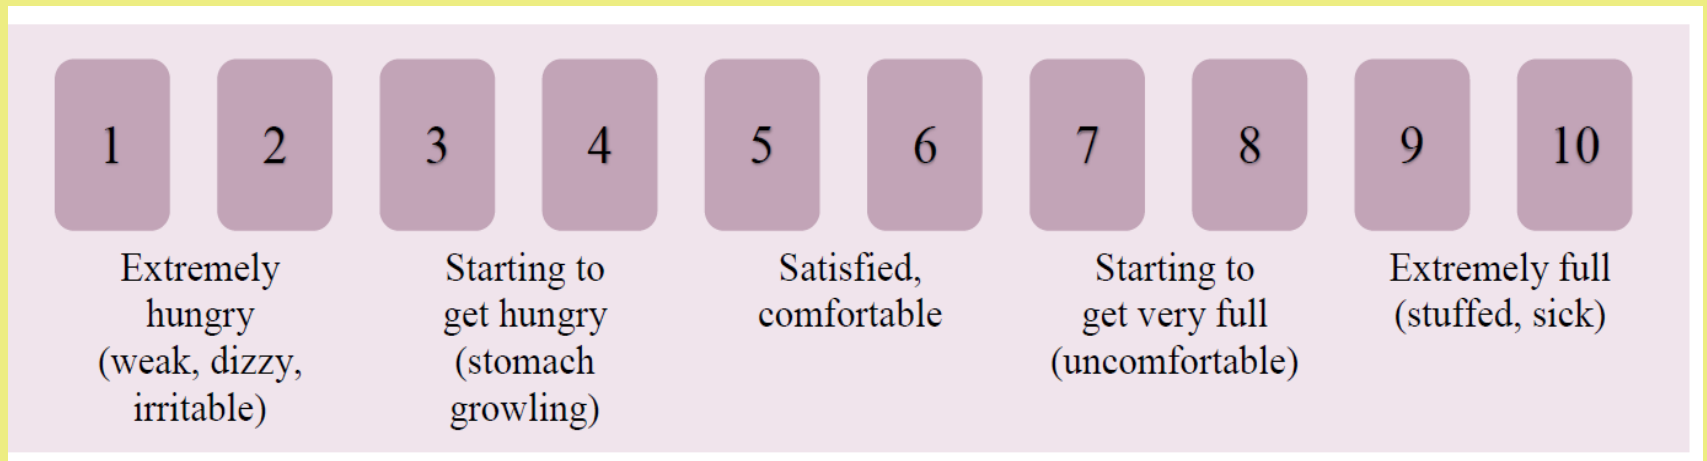 1 2 3 4 5 6 7 8 9 10
Extremely
hungry
(weak, dizzy,
irritable)
Starting to
get hungry
(stomach
growling)
Satisfied,
comfortable
Starting to
get very full
(uncomfortable)
Extremely full
(stuffed, sick)